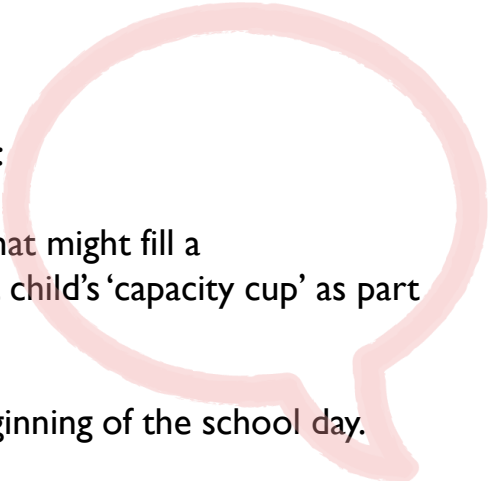 :
hat might fill a
child's ‘capacity cup’ as part
ginning of the school day.